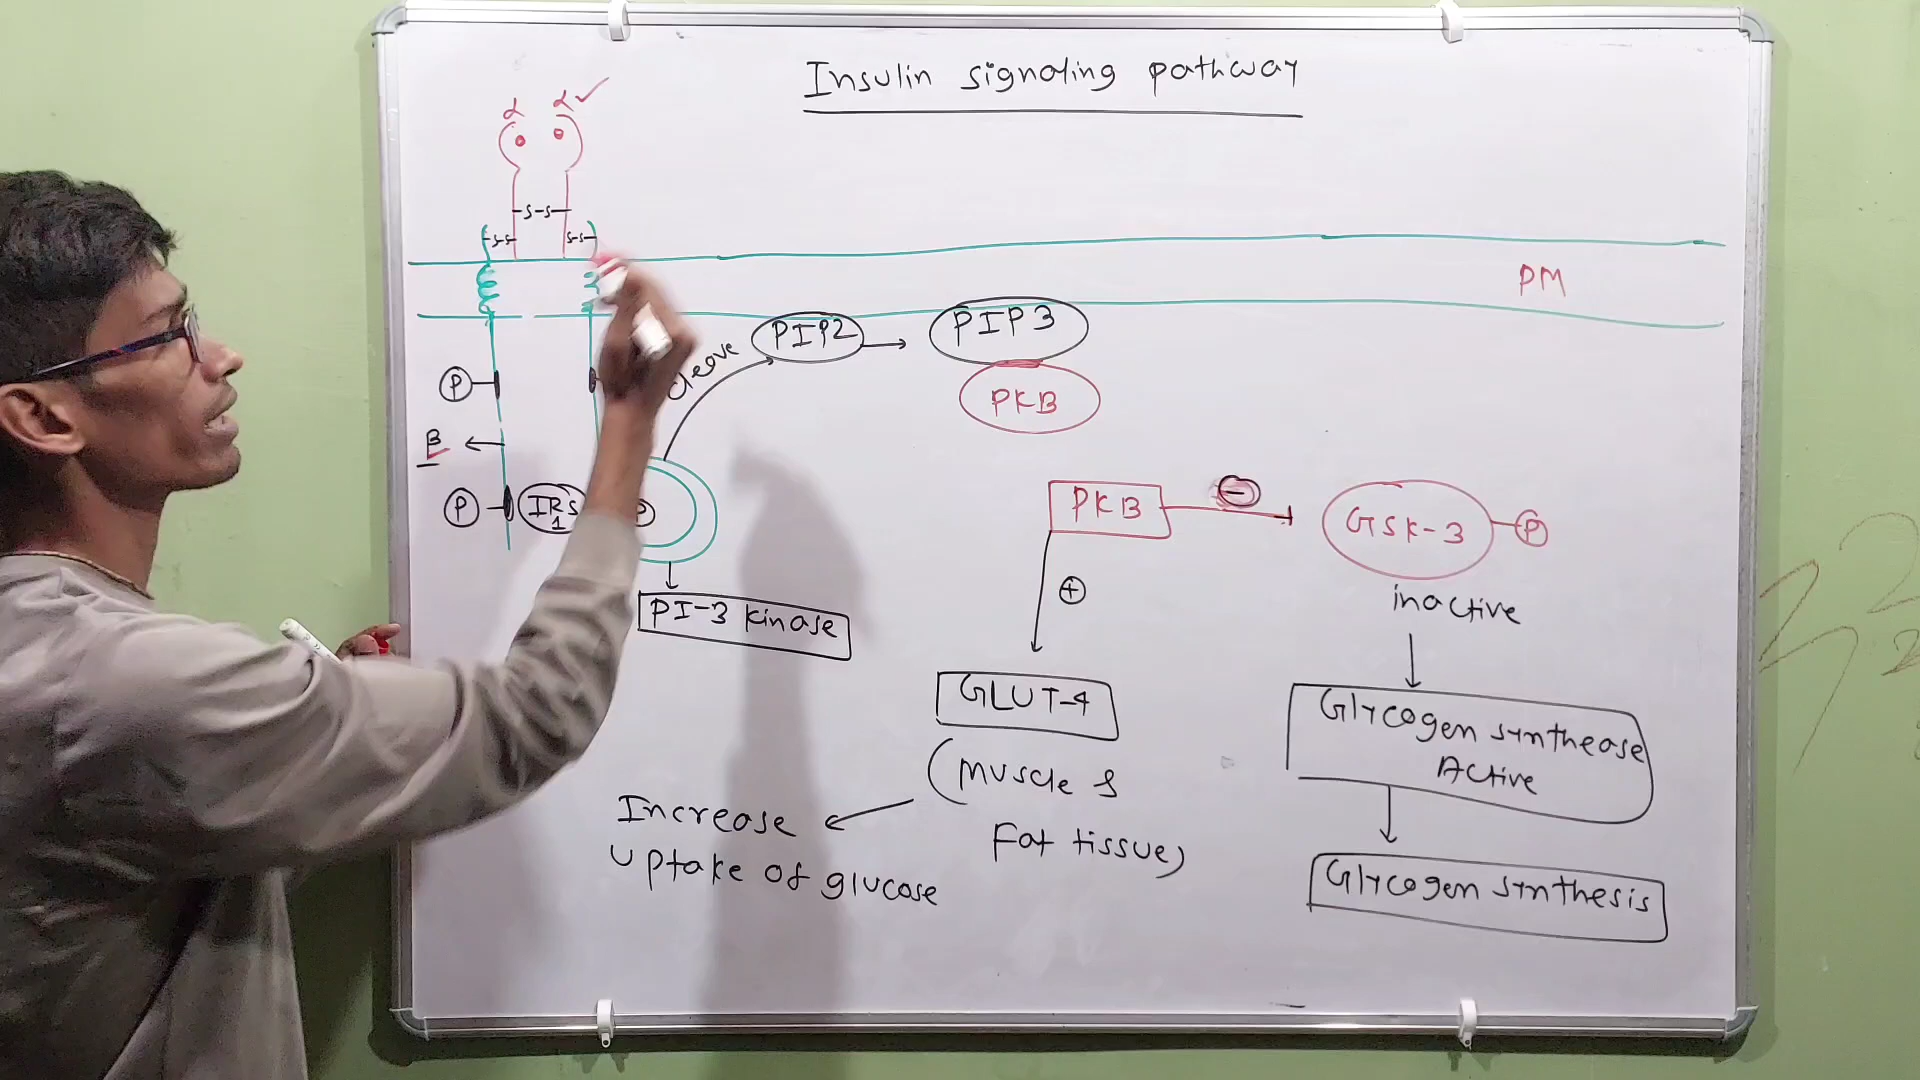 Insulin signaling pathway
α α
S-S
S-S S-S
PM
cleave PIP2 PIP3
P
PKB
B
P IRS 1 P
PKB - GSK-3 P
+
inactive
PI-3 kinase
GLUT-4
Glycogen synthease
Active
(Muscle &
Fat tissue)
Increase
uptake of glucose
Glycogen synthesis